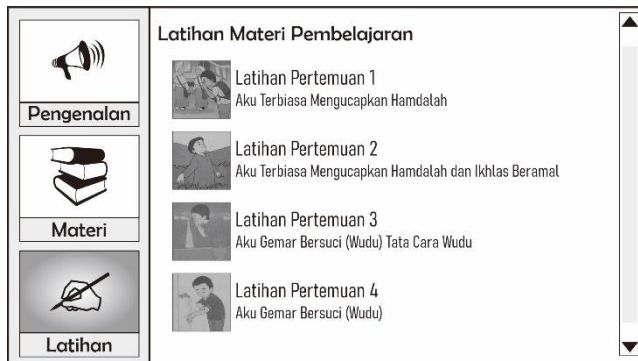 Pengenalan
Materi
Latihan
Latihan Materi Pembelajaran
Latihan Pertemuan 1
Aku Terbiasa Mengucapkan Hamdalah
Latihan Pertemuan 2
Aku Terbiasa Mengucapkan Hamdalah dan Ikhlas Beramal
Latihan Pertemuan 3
Aku Gemar Bersuci (Wudu) Tata Cara Wudu
Latihan Pertemuan 4
Aku Gemar Bersuci (Wudu)